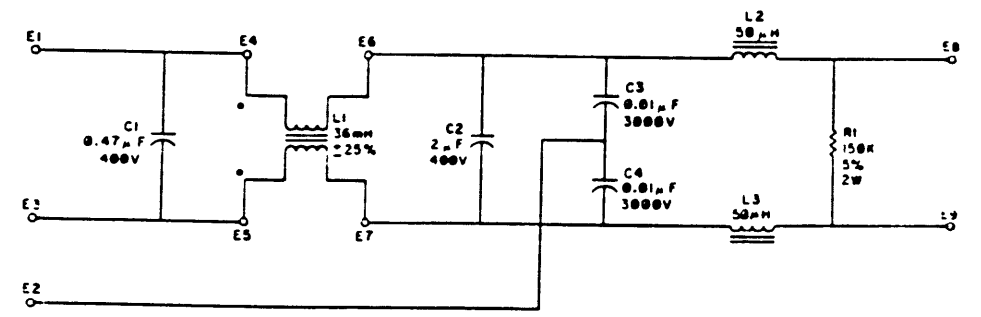 E1
E4
E6
L2
50μH
E8
C1
0.47μF
400V
L1
36mH
±25%
C2
2μF
400V
C3
0.01μF
3000V
C4
0.01μF
3000V
R1
150K
5%
2W
E3
E5
E7
L3
50μH
E9
E2